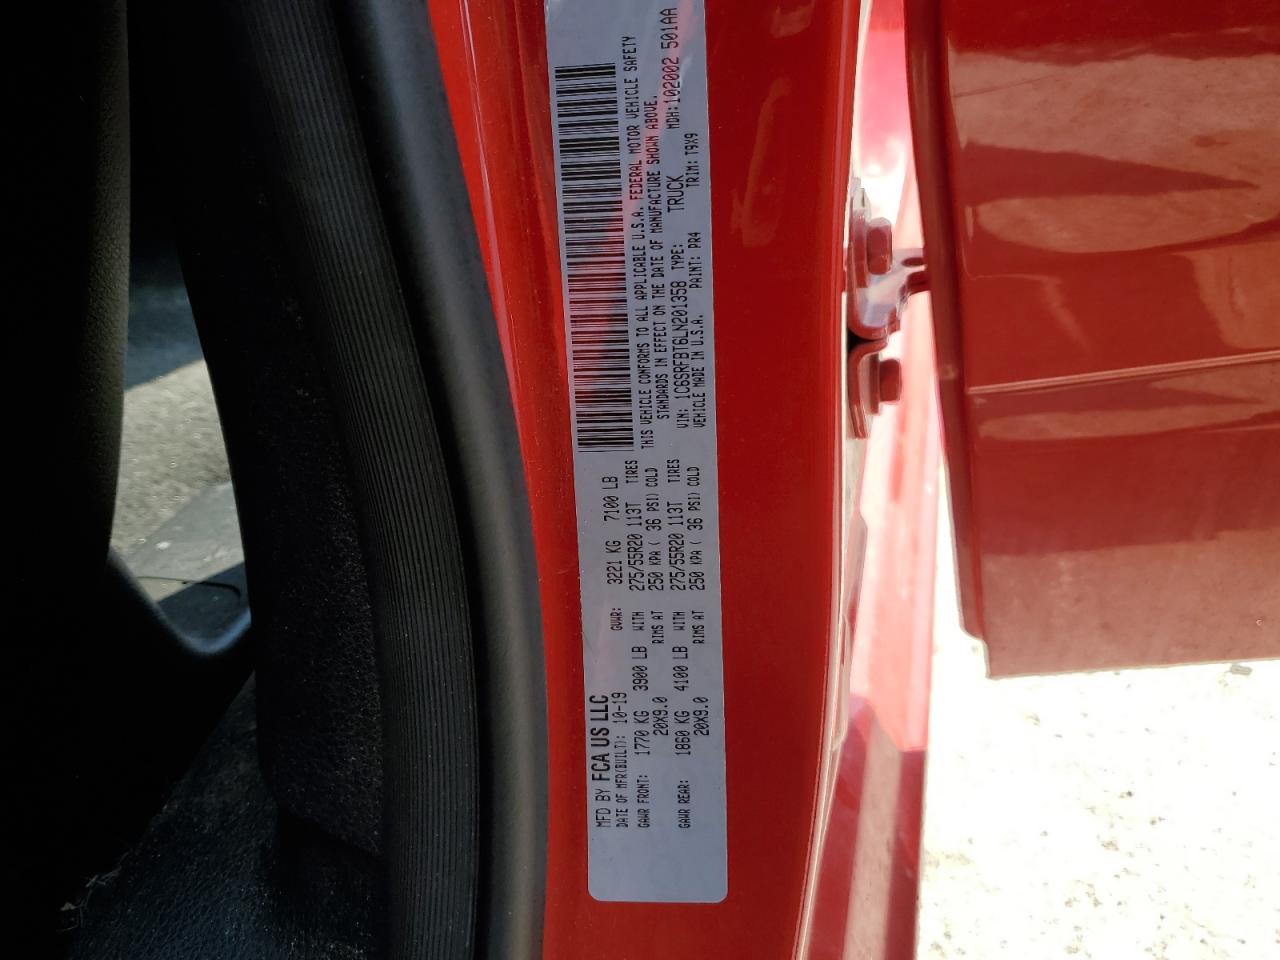 MFD BY FCA US LLC
DATE OF MFR(BUILT): 10-19 GVWR: 3221 KG 7100 LB
GAWR FRONT: 1770 KG 3900 LB WITH 275/55R20 113T TIRES
20X9.0 RIMS AT 250 KPA ( 36 PSI) COLD
GAWR REAR: 1860 KG 4100 LB WITH 275/55R20 113T TIRES
20X9.0 RIMS AT 250 KPA ( 36 PSI) COLD
THIS VEHICLE CONFORMS TO ALL APPLICABLE U.S.A. FEDERAL MOTOR VEHICLE SAFETY
STANDARDS IN EFFECT ON THE DATE OF MANUFACTURE SHOWN ABOVE.
VIN: 1C6SRFBT6LN201358 TYPE: TRUCK MDH:102002 501AA
VEHICLE MADE IN U.S.A. PAINT: PR4 TRIM: T9X9